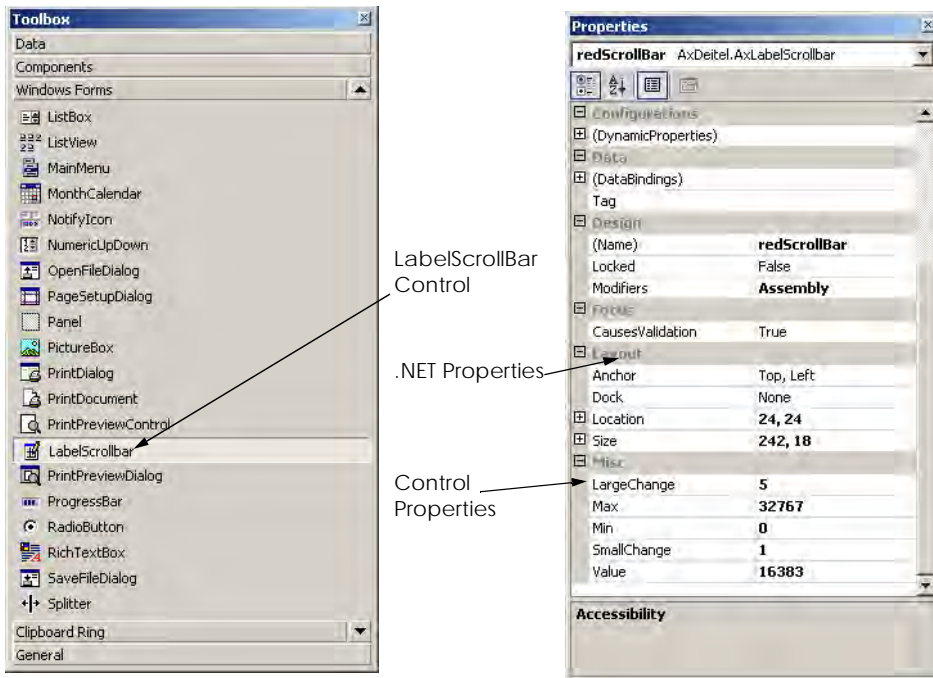 Toolbox
Data
Components
Windows Forms
ListBox
ListView
MainMenu
MonthCalendar
NotifyIcon
NumericUpDown
OpenFileDialog
PageSetupDialog
Panel
PictureBox
PrintDialog
PrintDocument
PrintPreviewControl
LabelScrollbar
PrintPreviewDialog
ProgressBar
RadioButton
RichTextBox
SaveFileDialog
Splitter
Clipboard Ring
General
LabelScrollBar
Control
.NET Properties
Control
Properties
Properties
redScrollBar AxDeitel.AxLabelScrollbar
Configurations
(DynamicProperties)
Data
(DataBindings)
Tag
Design
(Name) redScrollBar
Locked False
Modifiers Assembly
Focus
CausesValidation True
Layout
Anchor Top, Left
Dock None
Location 24, 24
Size 242, 18
Misc
LargeChange 5
Max 32767
Min 0
SmallChange 1
Value 16383
Accessibility